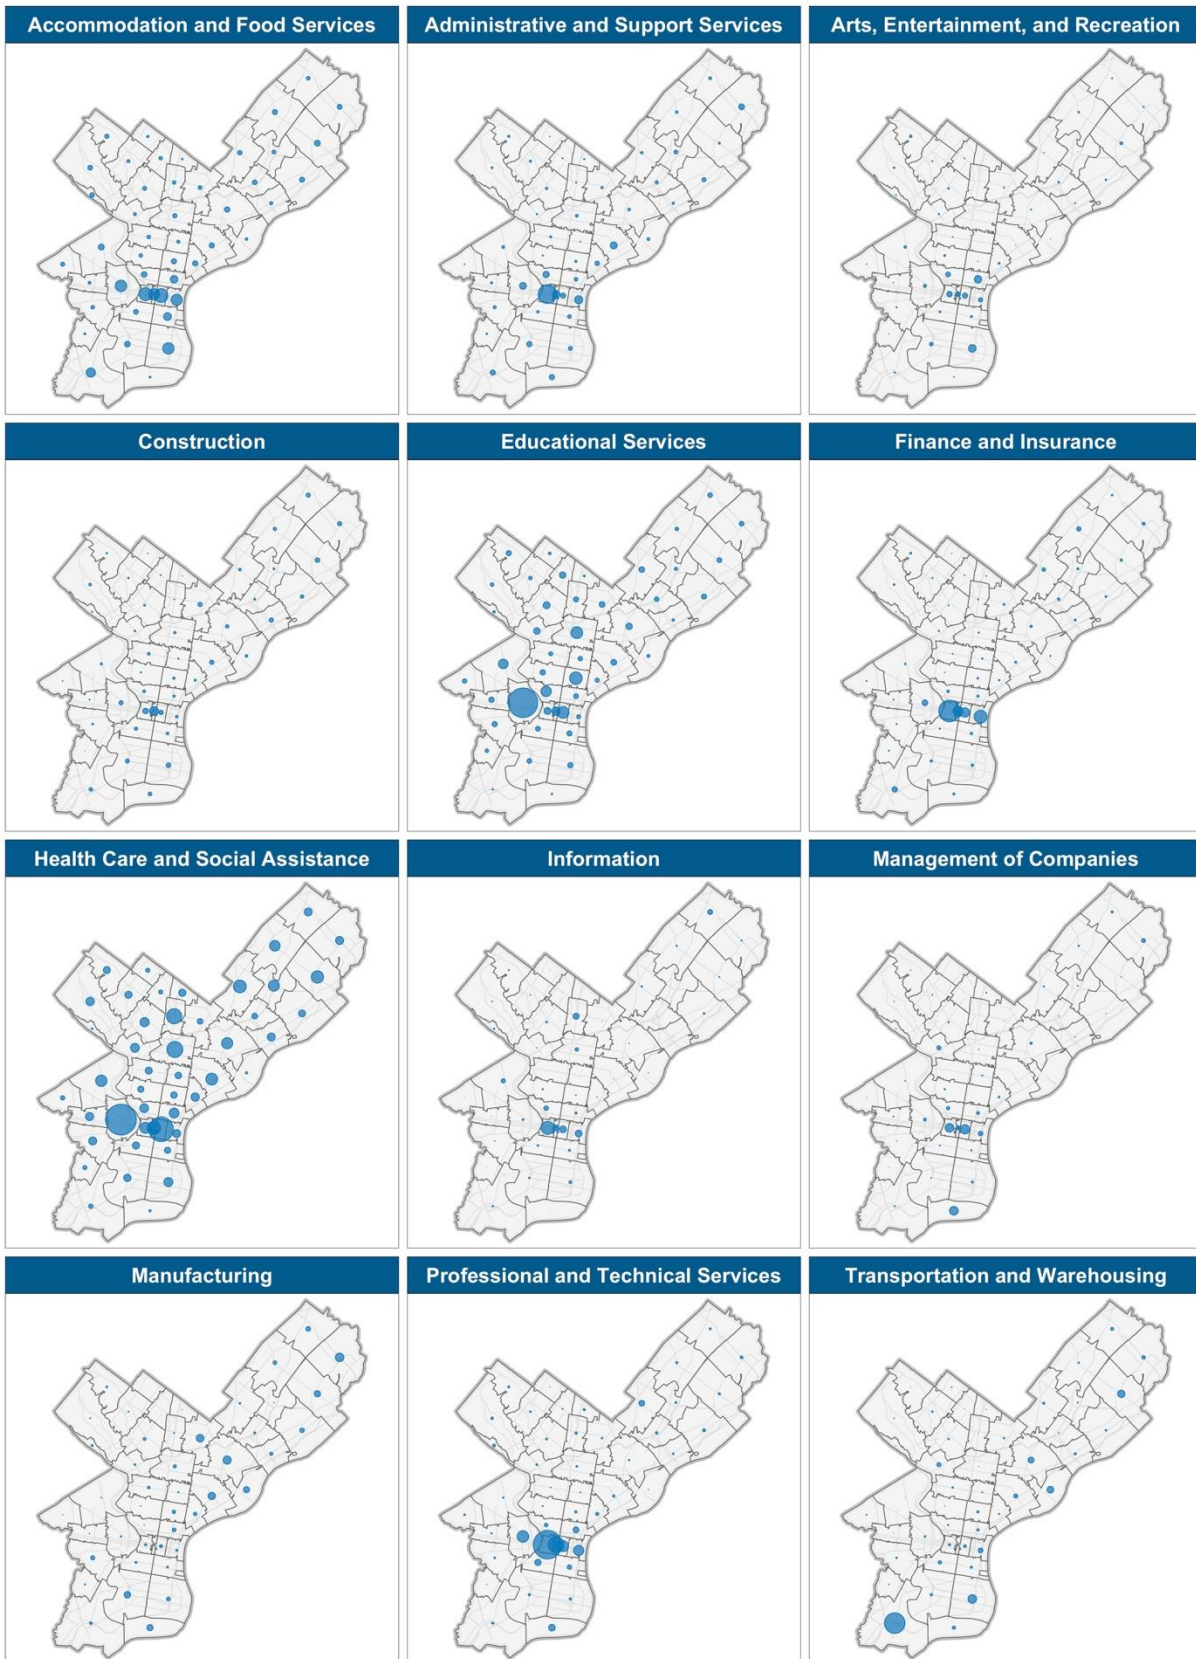 Accommodation and Food Services
Administrative and Support Services
Arts, Entertainment, and Recreation
Construction
Educational Services
Finance and Insurance
Health Care and Social Assistance
Information
Management of Companies
Manufacturing
Professional and Technical Services
Transportation and Warehousing